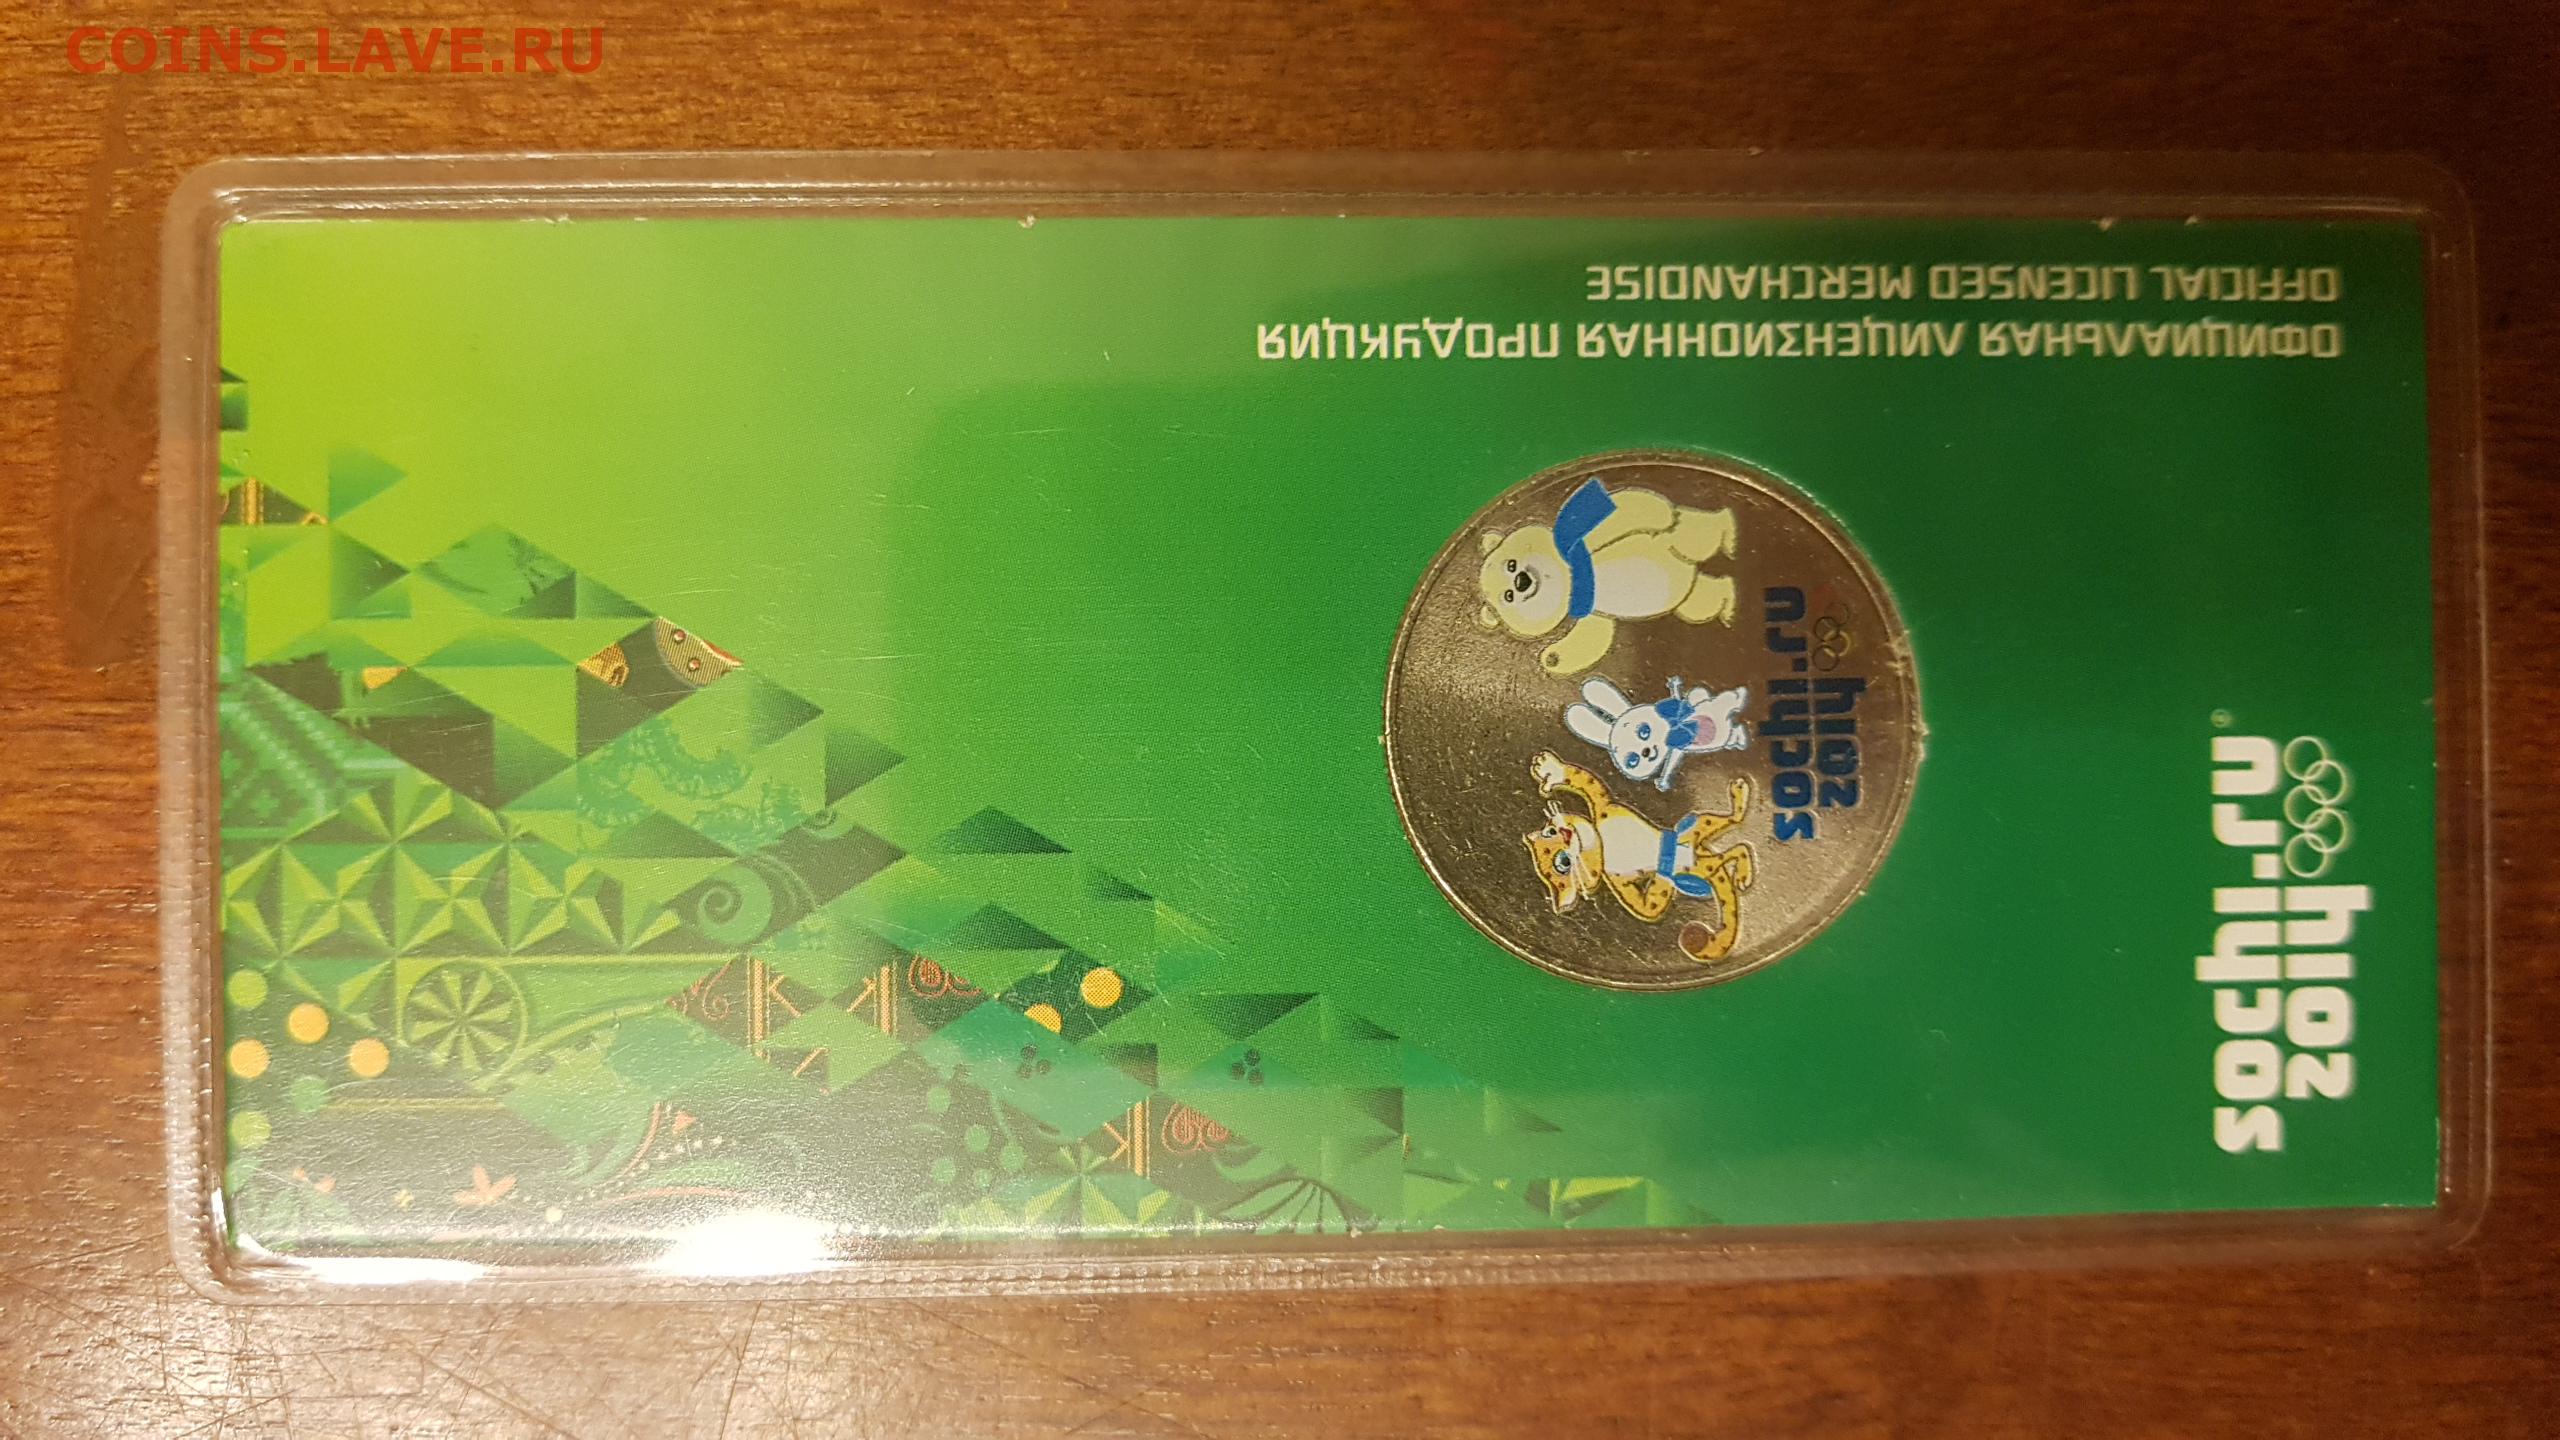 COINS.LAVE.RU
ОФИЦИАЛЬНАЯ ЛИЦЕНЗИОННАЯ ПРОДУКЦИЯ
OFFICIAL LICENSED MERCHANDISE
sochi.ru
2014
sochi.ru ®
2014